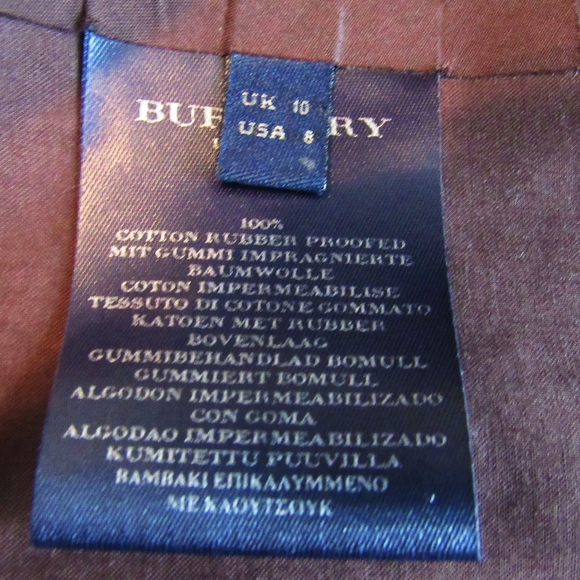 BUR RY
UK 10
USA 8
100%
COTTON RUBBER PROOFED
MIT GUMMI IMPRAGNIERTE
BAUMWOLLE
COTON IMPERMEABILISE
TESSUTO DI COTONE GOMMATO
KATOEN MET RUBBER
BOVENLAAG
GUMMIBEHANDLAD BOMULL
GUMMIERT BOMULL
ALGODON IMPERMEABILIZADO
CON GOMA
ALGODAO IMPERMEABILIZADO
KUMITETTU PUUVILLA
ΒΑΜΒΑΚΙ ΕΠΙΚΑΛΥΜΜΕΝΟ
ΜΕ ΚΑΟΥΤΣΟΥΚ